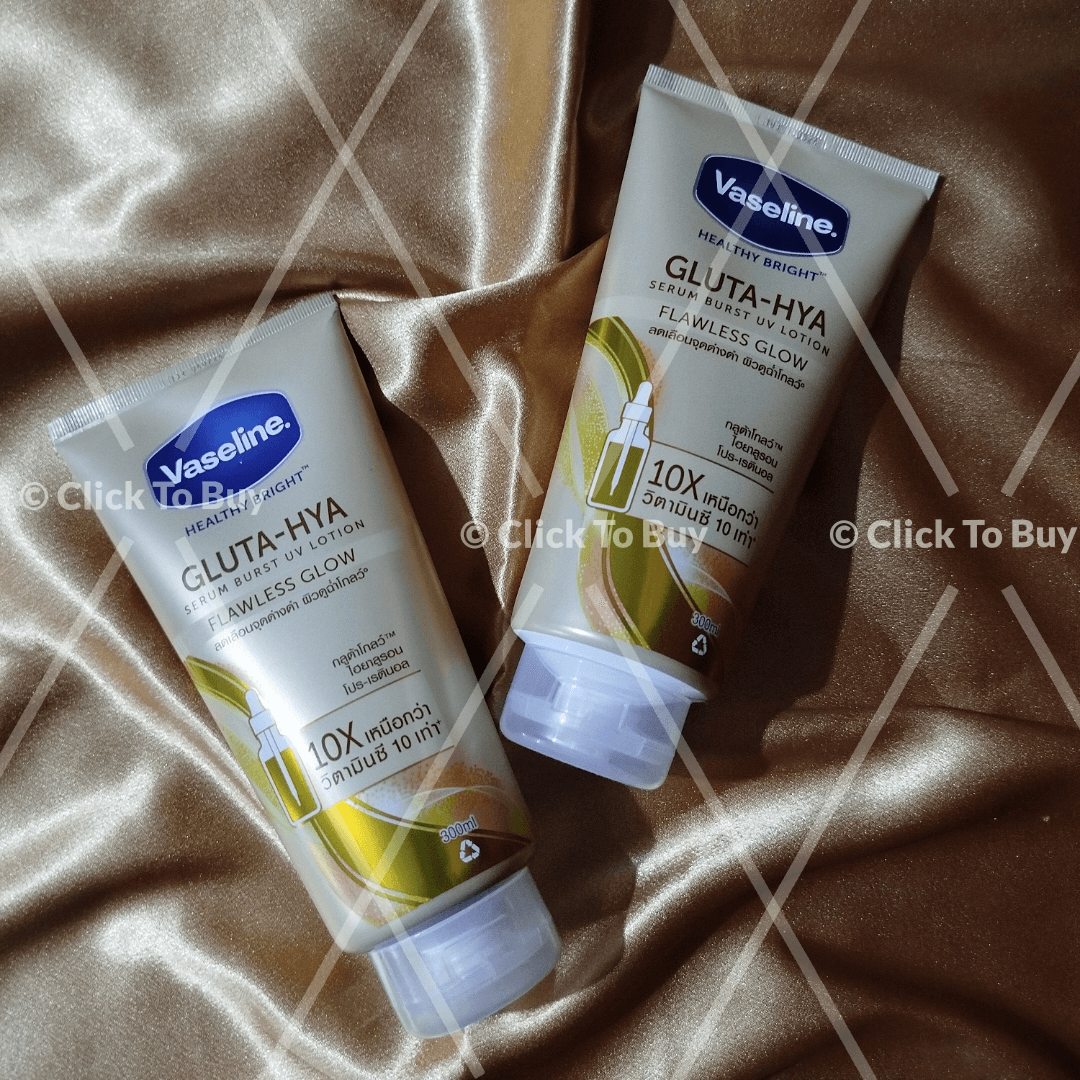 Vaseline.
HEALTHY BRIGHT™
GLUTA-HYA
SERUM BURST UV LOTION
FLAWLESS GLOW
ลดเลือนจุดด่างดำ ผิวดูฉ่ำโกลว์
กลูต้าโกลว์™
ไฮยาลูรอน
โปร-เรตินอล
10X เหนือกว่า
วิตามินซี 10 เท่า*
300ml
Vaseline.
HEALTHY BRIGHT™
GLUTA-HYA
SERUM BURST UV LOTION
FLAWLESS GLOW
ลดเลือนจุดด่างดำ ผิวดูฉ่ำโกลว์
กลูต้าโกลว์™
ไฮยาลูรอน
โปร-เรตินอล
10X เหนือกว่า
วิตามินซี 10 เท่า*
300ml
© Click To Buy
© Click To Buy
© Click To Buy